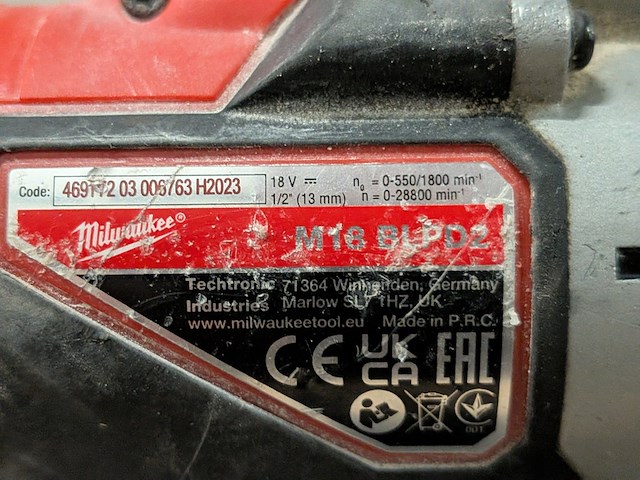 Code: 469172 03 006763 H2023
18 V ⎓ n₀ = 0-550/1800 min⁻¹
1/2" (13 mm) n = 0-28800 min⁻¹
Milwaukee®
M18 BLPD2
Techtronic 71364 Winnenden, Germany
Industries Marlow SL7 1HZ, UK
www.milwaukeetool.eu Made in P.R.C.
CE UK CA EAC
001